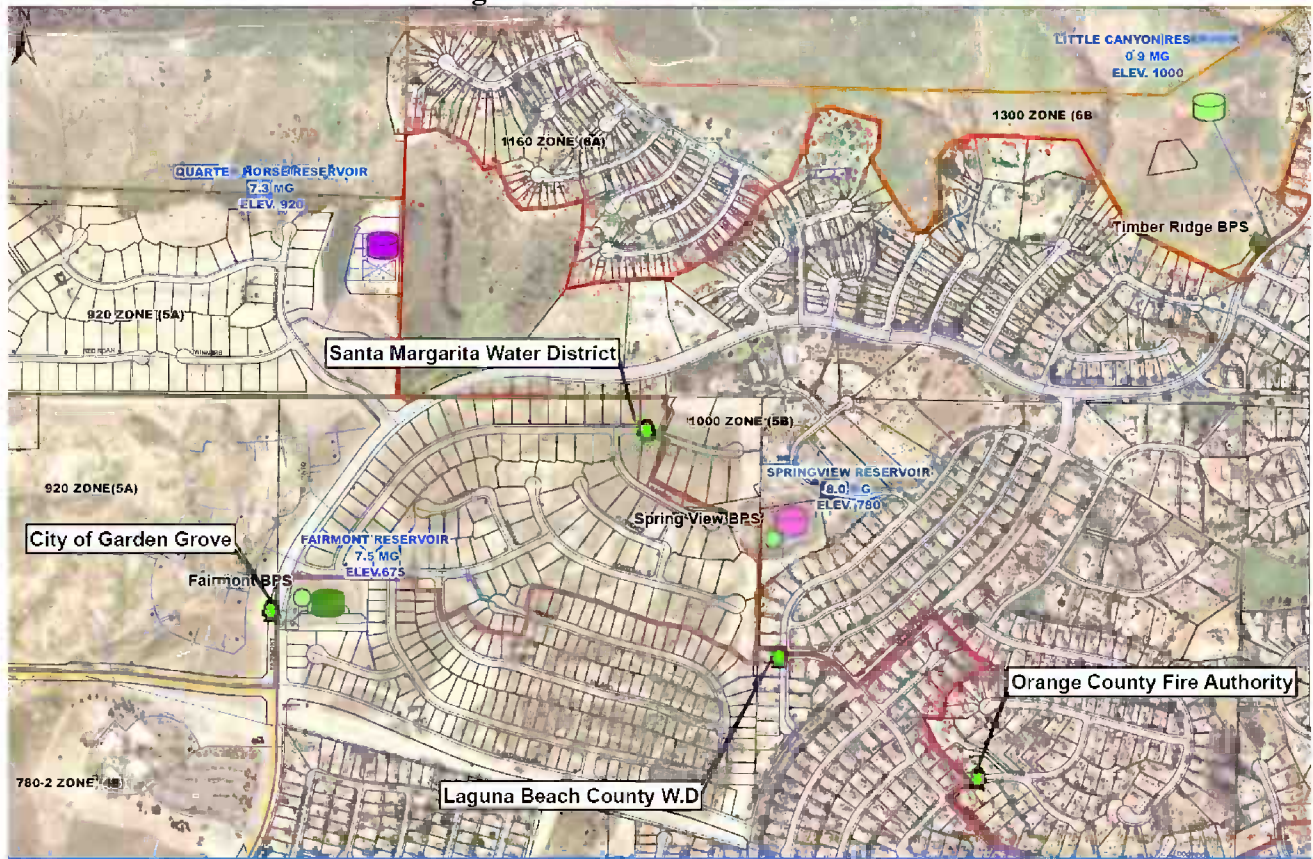 LITTLE CANYON RES
0.9 MG
ELEV. 1000
1300 ZONE (6B
1160 ZONE (6A)
QUARTE HORSE RESERVOIR
7.3 MG
ELEV. 920
Timber Ridge BPS
920 ZONE (5A)
Santa Margarita Water District
1000 ZONE (5B)
SPRINGVIEW RESERVOIR
8.0 G
ELEV. 780
920 ZONE(5A)
Spring View BPS
City of Garden Grove
FAIRMONT RESERVOIR
7.5 MG
ELEV.675
Fairmont BPS
Orange County Fire Authority
780-2 ZONE
Laguna Beach County W.D